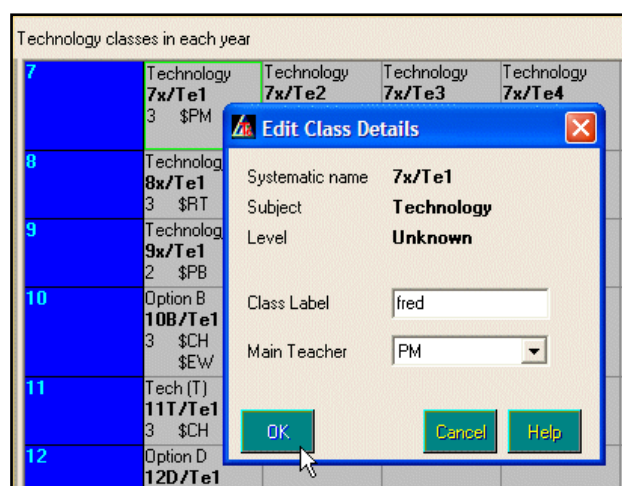 Technology classes in each year
7
Technology Technology Technology Technology
7x/Te1 7x/Te2 7x/Te3 7x/Te4
3 $PM
Edit Class Details
Systematic name 7x/Te1
Subject Technology
Level Unknown
Class Label fred
Main Teacher PM
OK Cancel Help
8
Technolog
8x/Te1
3 $RT
9
Technolog
9x/Te1
2 $PB
10
Option B
10B/Te1
3 $CH
$EW
11
Tech (T)
11T/Te1
3 $CH
12
Option D
12D/Te1